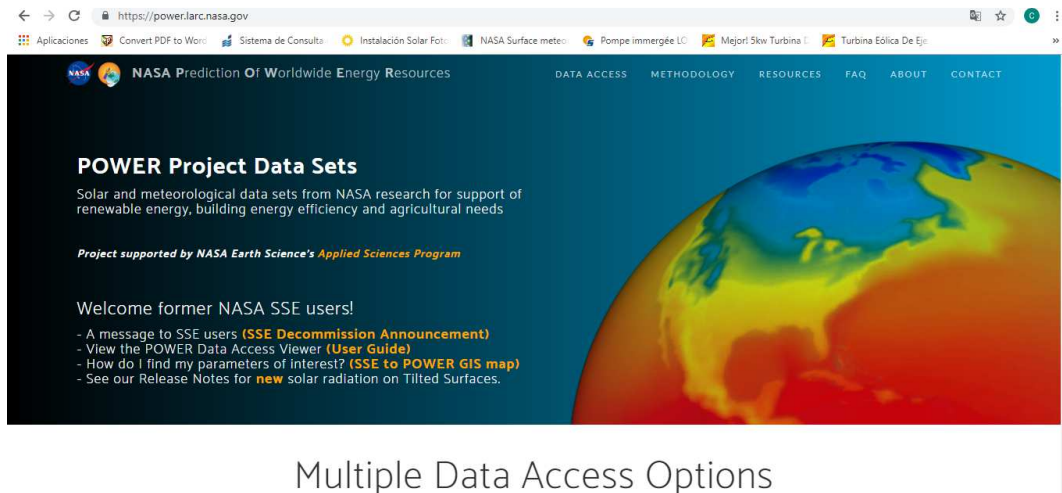 https://power.larc.nasa.gov
C
Aplicaciones Convert PDF to Word Sistema de Consulta Instalación Solar Foto NASA Surface meteo Pompe immergée LO Mejor! 5kw Turbina Turbina Eólica De Eje »
NASA NASA Prediction Of Worldwide Energy Resources DATA ACCESS METHODOLOGY RESOURCES FAQ ABOUT CONTACT
POWER Project Data Sets
Solar and meteorological data sets from NASA research for support of
renewable energy, building energy efficiency and agricultural needs
Project supported by NASA Earth Science's Applied Sciences Program
Welcome former NASA SSE users!
- A message to SSE users (SSE Decommission Announcement)
- View the POWER Data Access Viewer (User Guide)
- How do I find my parameters of interest? (SSE to POWER GIS map)
- See our Release Notes for new solar radiation on Tilted Surfaces.
Multiple Data Access Options